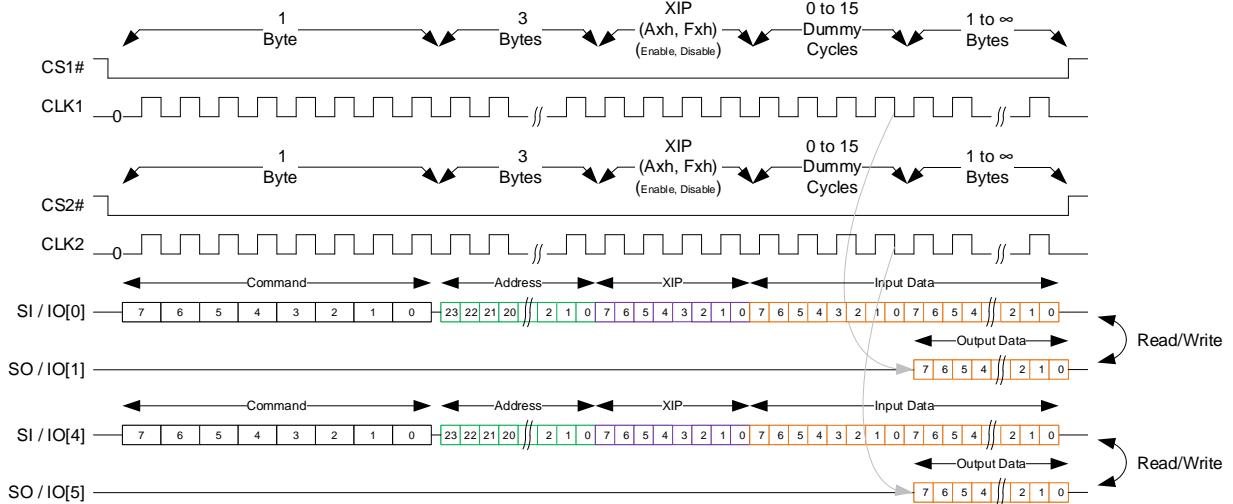 1 3 XIP 0 to 15 1 to ∞
Byte Bytes (Axh, Fxh) Dummy Bytes
(Enable, Disable) Cycles
CS1#
CLK1 0
1 3 XIP 0 to 15 1 to ∞
Byte Bytes (Axh, Fxh) Dummy Bytes
(Enable, Disable) Cycles
CS2#
CLK2 0
Command Address XIP Input Data
SI / IO[0] 7 6 5 4 3 2 1 0 23 22 21 20 2 1 0 7 6 5 4 3 2 1 0 7 6 5 4 3 2 1 0 7 6 5 4 2 1 0
Output Data Read/Write
SO / IO[1] 7 6 5 4 2 1 0
Command Address XIP Input Data
SI / IO[4] 7 6 5 4 3 2 1 0 23 22 21 20 2 1 0 7 6 5 4 3 2 1 0 7 6 5 4 3 2 1 0 7 6 5 4 2 1 0
Output Data Read/Write
SO / IO[5] 7 6 5 4 2 1 0